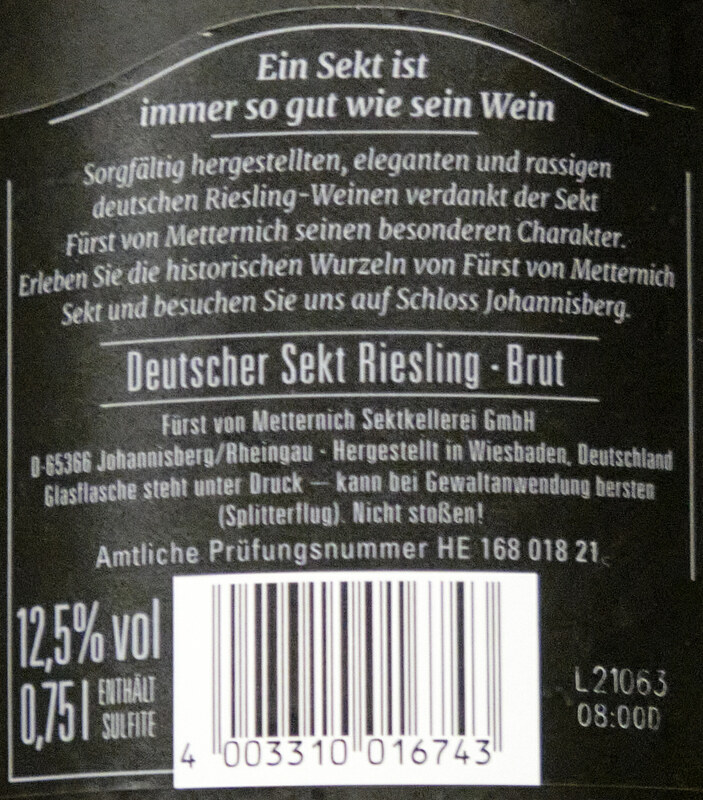 Ein Sekt ist
immer so gut wie sein Wein
Sorgfältig hergestellten, eleganten und rassigen
deutschen Riesling-Weinen verdankt der Sekt
Fürst von Metternich seinen besonderen Charakter.
Erleben Sie die historischen Wurzeln von Fürst von Metternich
Sekt und besuchen Sie uns auf Schloss Johannisberg.
Deutscher Sekt Riesling · Brut
Fürst von Metternich Sektkellerei GmbH
D-65366 Johannisberg/Rheingau · Hergestellt in Wiesbaden, Deutschland
Glasflasche steht unter Druck – kann bei Gewaltanwendung bersten
(Splitterflug). Nicht stoßen!
Amtliche Prüfungsnummer HE 168 018 21
12,5% vol
0,75 l ENTHÄLT
SULFITE
4 003310 016743
L21063
08:00D